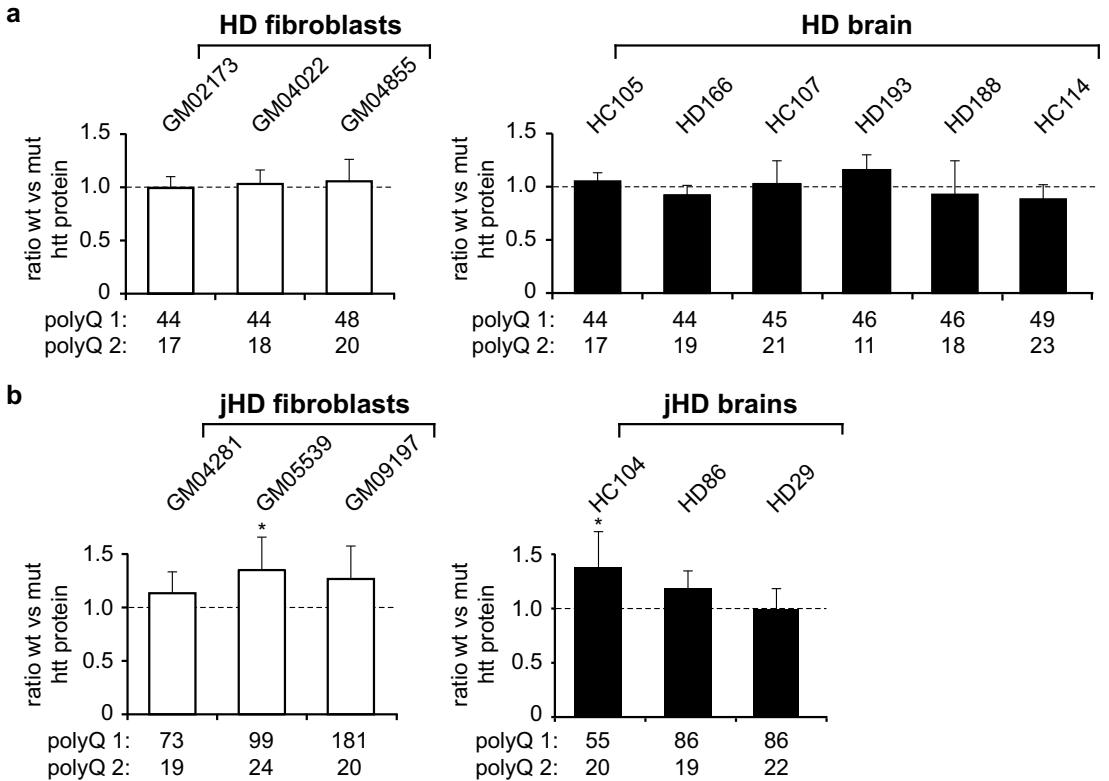 a
HD fibroblasts
GM02173
GM04022
GM04855
ratio wt vs mut
htt protein
1.5
1.0
0.5
0
polyQ 1: 44 44 48
polyQ 2: 17 18 20
HD brain
HC105
HD166
HC107
HD193
HD188
HC114
ratio wt vs mut
htt protein
1.5
1.0
0.5
0
polyQ 1: 44 44 45 46 46 49
polyQ 2: 17 19 21 11 18 23
b
jHD fibroblasts
GM04281
GM05539
GM09197
*
ratio wt vs mut
htt protein
1.5
1.0
0.5
0
polyQ 1: 73 99 181
polyQ 2: 19 24 20
jHD brains
HC104
HD86
HD29
*
ratio wt vs mut
htt protein
1.5
1.0
0.5
0
polyQ 1: 55 86 86
polyQ 2: 20 19 22